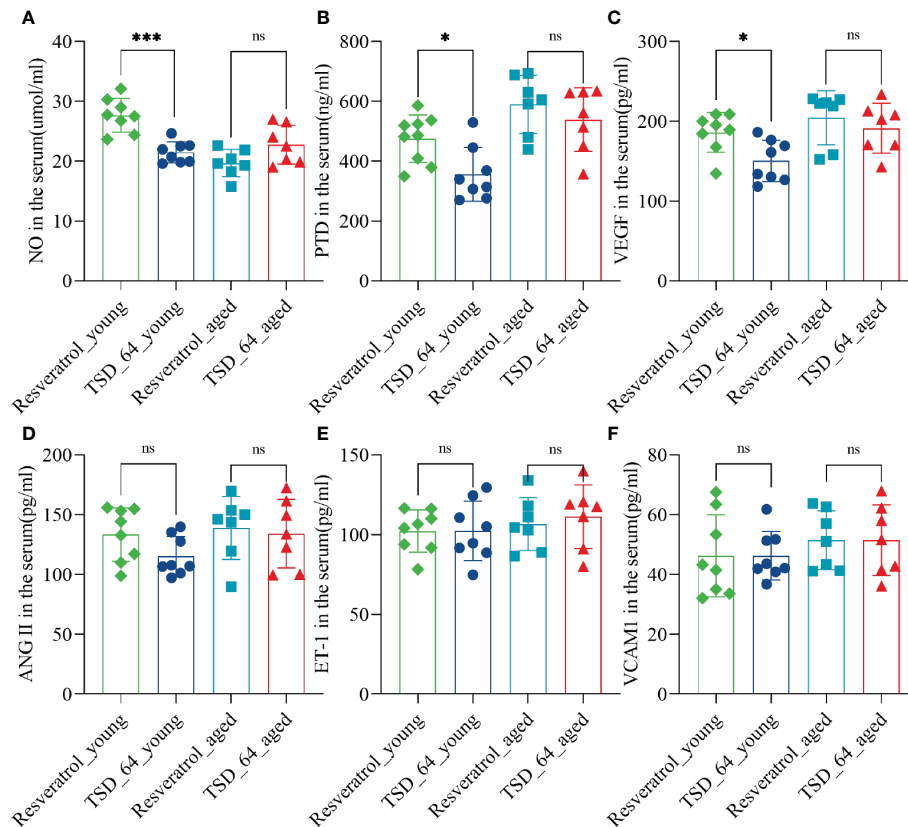 A
NO in the serum(umol/ml)
40
30
20
10
0
***
ns
Resveratrol_young
TSD_64_young
Resveratrol_aged
TSD_64_aged
B
PTD in the serum(ng/ml)
800
600
400
200
0
*
ns
Resveratrol_young
TSD_64_young
Resveratrol_aged
TSD_64_aged
C
VEGF in the serum(pg/ml)
300
200
100
0
*
ns
Resveratrol_young
TSD_64_young
Resveratrol_aged
TSD_64_aged
D
ANG II in the serum(pg/ml)
200
150
100
50
0
ns
ns
Resveratrol_young
TSD_64_young
Resveratrol_aged
TSD_64_aged
E
ET-1 in the serum(pg/ml)
150
100
50
0
ns
ns
Resveratrol_young
TSD_64_young
Resveratrol_aged
TSD_64_aged
F
VCAM1 in the serum(pg/ml)
80
60
40
20
0
ns
ns
Resveratrol_young
TSD_64_young
Resveratrol_aged
TSD_64_aged